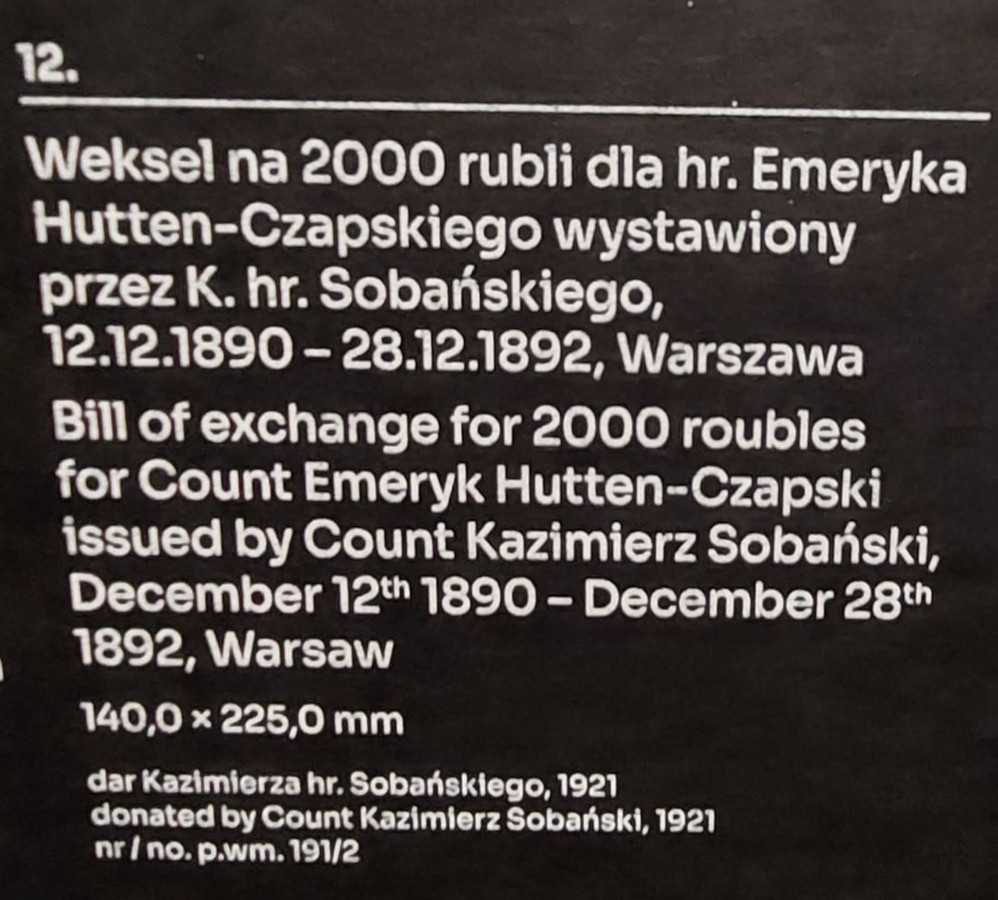 12.
Weksel na 2000 rubli dla hr. Emeryka
Hutten-Czapskiego wystawiony
przez K. hr. Sobańskiego,
12.12.1890 – 28.12.1892, Warszawa
Bill of exchange for 2000 roubles
for Count Emeryk Hutten-Czapski
issued by Count Kazimierz Sobański,
December 12th 1890 – December 28th
1892, Warsaw
140,0 × 225,0 mm
dar Kazimierza hr. Sobańskiego, 1921
donated by Count Kazimierz Sobański, 1921
nr / no. p.wm. 191/2